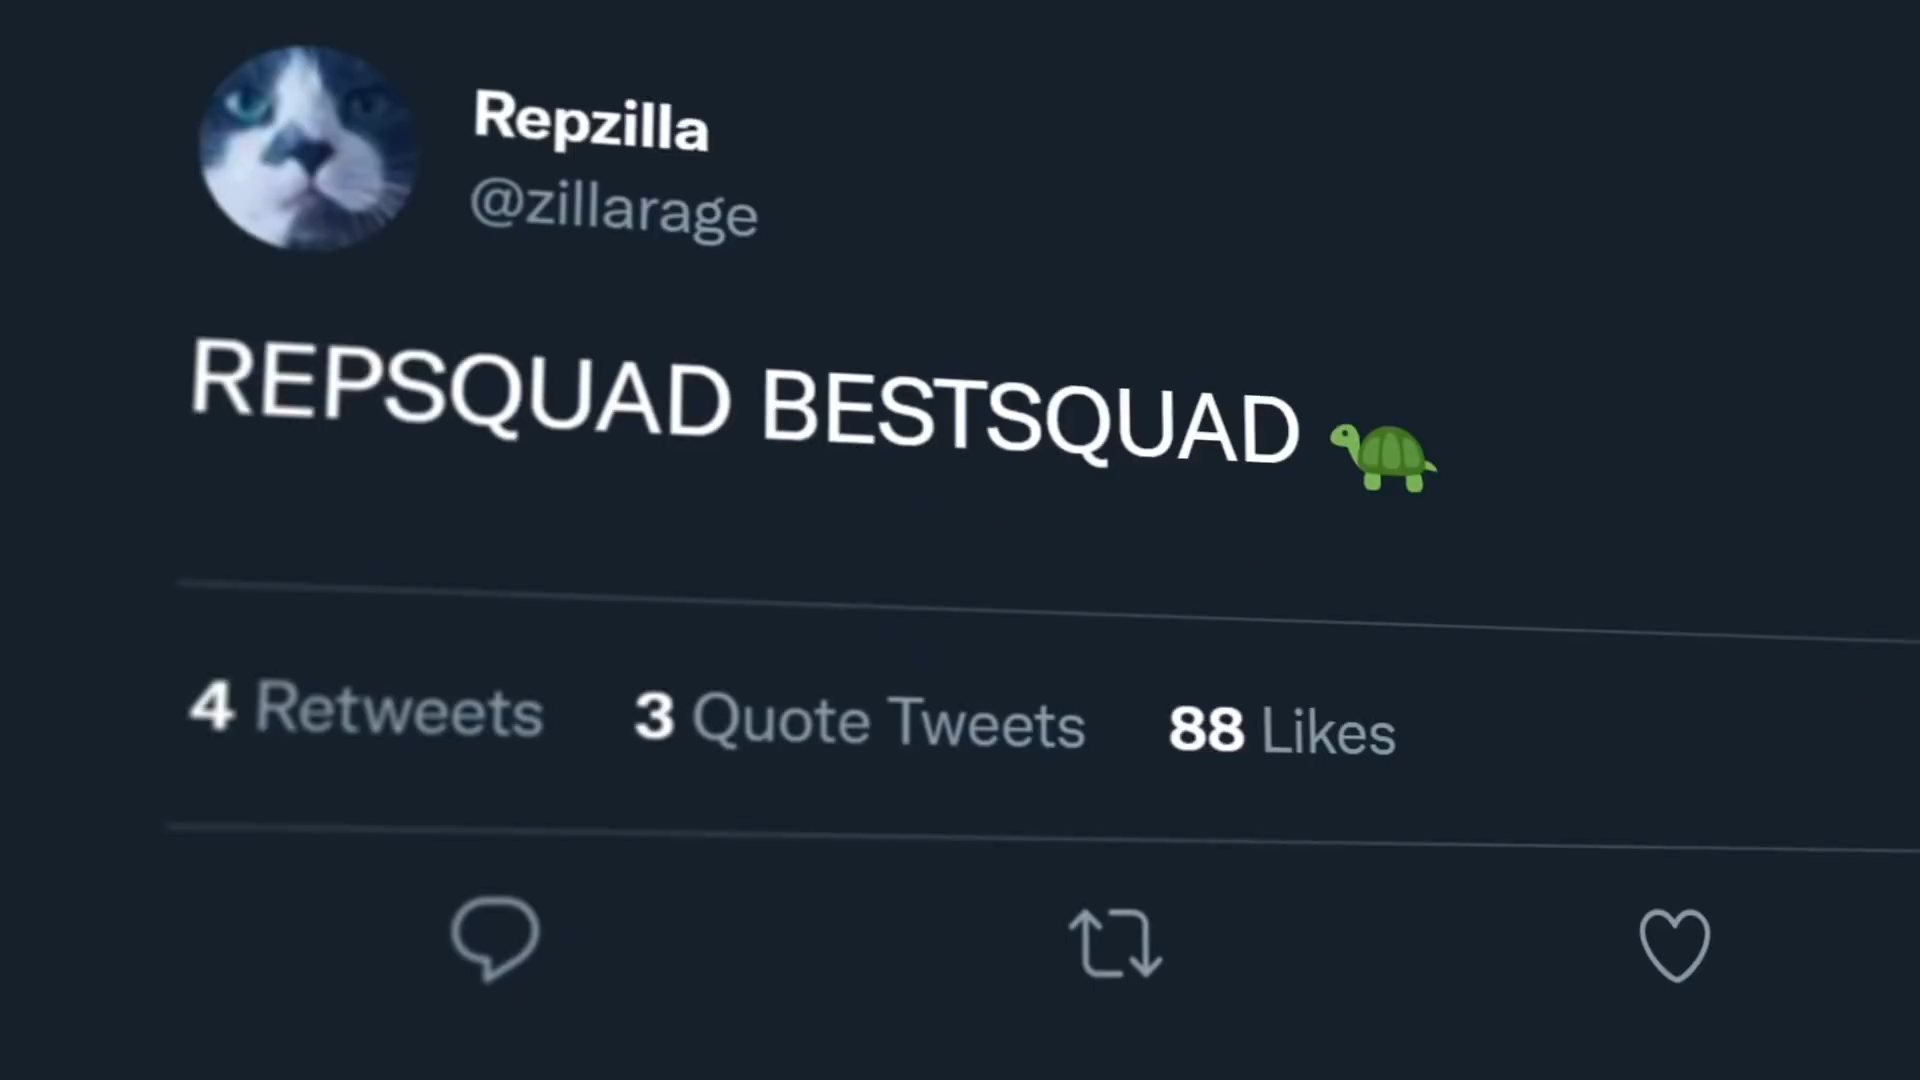 Repzilla
@zillarage
REPSQUAD BESTSQUAD 🐢
4 Retweets 3 Quote Tweets 88 Likes